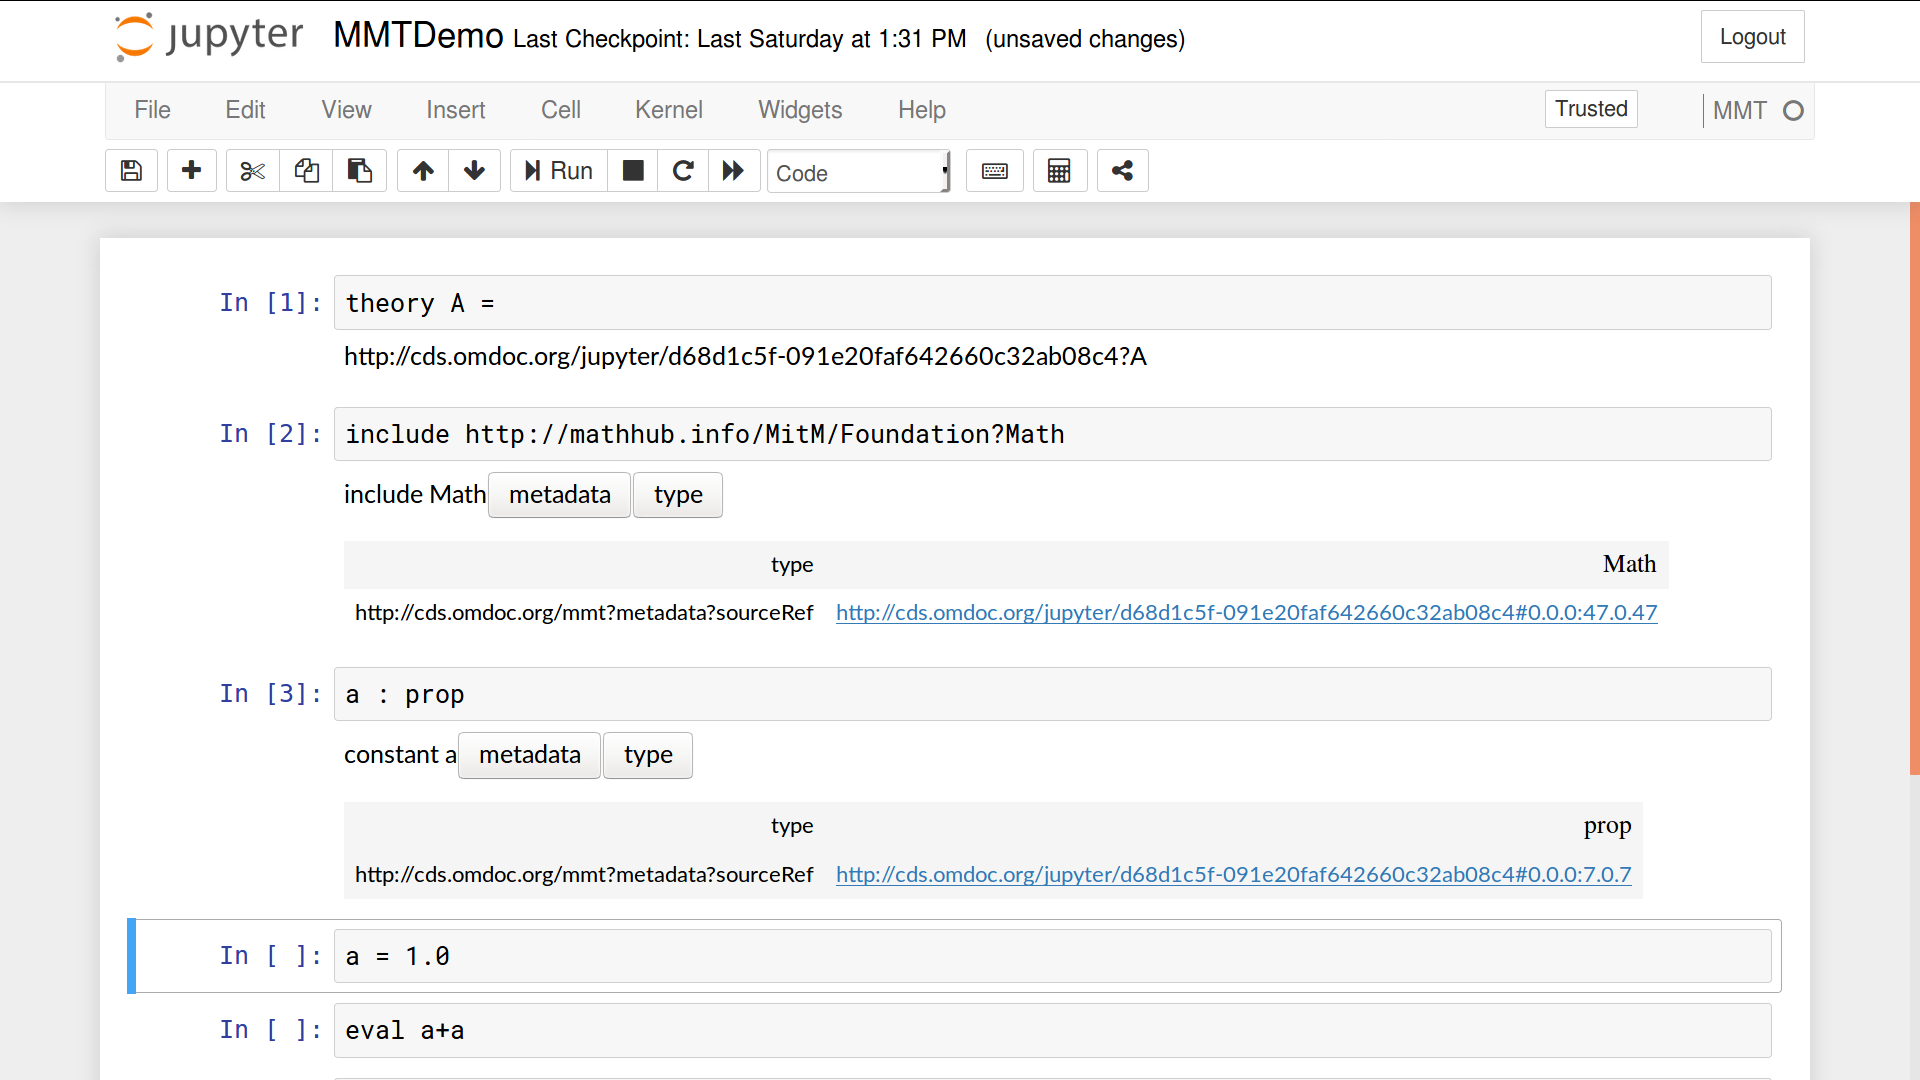 jupyter MMTDemo Last Checkpoint: Last Saturday at 1:31 PM (unsaved changes) Logout
File Edit View Insert Cell Kernel Widgets Help Trusted MMT
Run Code
In [1]: theory A =
http://cds.omdoc.org/jupyter/d68d1c5f-091e20faf642660c32ab08c4?A
In [2]: include http://mathhub.info/MitM/Foundation?Math
include Math metadata type
type Math
http://cds.omdoc.org/mmt?metadata?sourceRef http://cds.omdoc.org/jupyter/d68d1c5f-091e20faf642660c32ab08c4#0.0.0:47.0.47
In [3]: a : prop
constant a metadata type
type prop
http://cds.omdoc.org/mmt?metadata?sourceRef http://cds.omdoc.org/jupyter/d68d1c5f-091e20faf642660c32ab08c4#0.0.0:7.0.7
In [ ]: a = 1.0
In [ ]: eval a+a